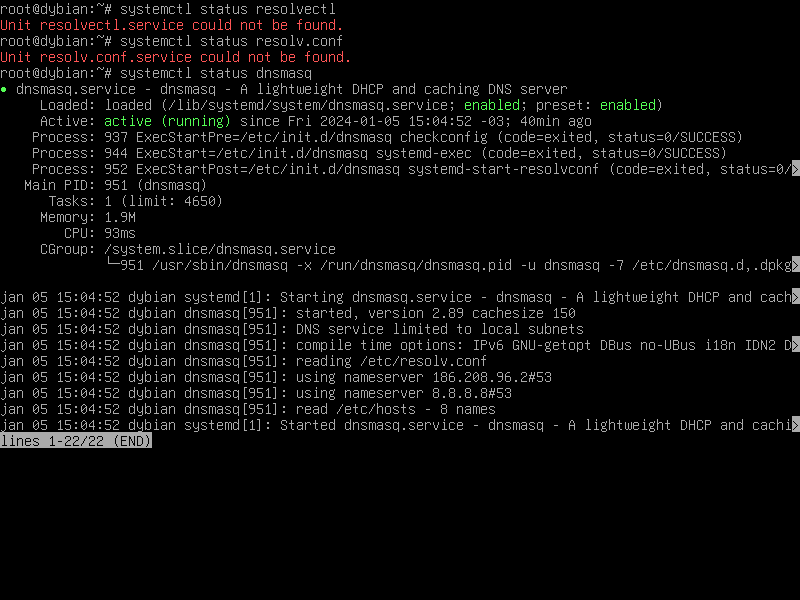 root@dybian:~# systemctl status resolvectl
Unit resolvectl.service could not be found.
root@dybian:~# systemctl status resolv.conf
Unit resolv.conf.service could not be found.
root@dybian:~# systemctl status dnsmasq
● dnsmasq.service - dnsmasq - A lightweight DHCP and caching DNS server
     Loaded: loaded (/lib/systemd/system/dnsmasq.service; enabled; preset: enabled)
     Active: active (running) since Fri 2024-01-05 15:04:52 -03; 40min ago
    Process: 937 ExecStartPre=/etc/init.d/dnsmasq checkconfig (code=exited, status=0/SUCCESS)
    Process: 944 ExecStart=/etc/init.d/dnsmasq systemd-exec (code=exited, status=0/SUCCESS)
    Process: 952 ExecStartPost=/etc/init.d/dnsmasq systemd-start-resolvconf (code=exited, status=0/>
   Main PID: 951 (dnsmasq)
      Tasks: 1 (limit: 4650)
     Memory: 1.9M
        CPU: 93ms
     CGroup: /system.slice/dnsmasq.service
             └─951 /usr/sbin/dnsmasq -x /run/dnsmasq/dnsmasq.pid -u dnsmasq -7 /etc/dnsmasq.d,.dpkg>
jan 05 15:04:52 dybian systemd[1]: Starting dnsmasq.service - dnsmasq - A lightweight DHCP and cach>
jan 05 15:04:52 dybian dnsmasq[951]: started, version 2.89 cachesize 150
jan 05 15:04:52 dybian dnsmasq[951]: DNS service limited to local subnets
jan 05 15:04:52 dybian dnsmasq[951]: compile time options: IPv6 GNU-getopt DBus no-UBus i18n IDN2 D>
jan 05 15:04:52 dybian dnsmasq[951]: reading /etc/resolv.conf
jan 05 15:04:52 dybian dnsmasq[951]: using nameserver 186.208.96.2#53
jan 05 15:04:52 dybian dnsmasq[951]: using nameserver 8.8.8.8#53
jan 05 15:04:52 dybian dnsmasq[951]: read /etc/hosts - 8 names
jan 05 15:04:52 dybian systemd[1]: Started dnsmasq.service - dnsmasq - A lightweight DHCP and cachi>
lines 1-22/22 (END)